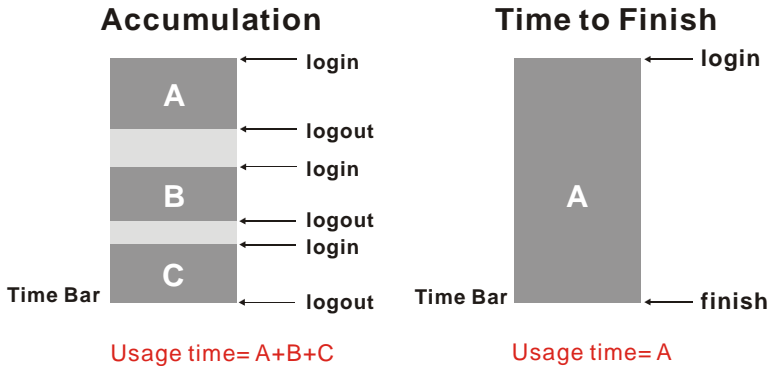 Accumulation
login
A
logout
login
B
logout
login
C
Time Bar
logout
Usage time= A+B+C
Time to Finish
login
A
Time Bar
finish
Usage time= A